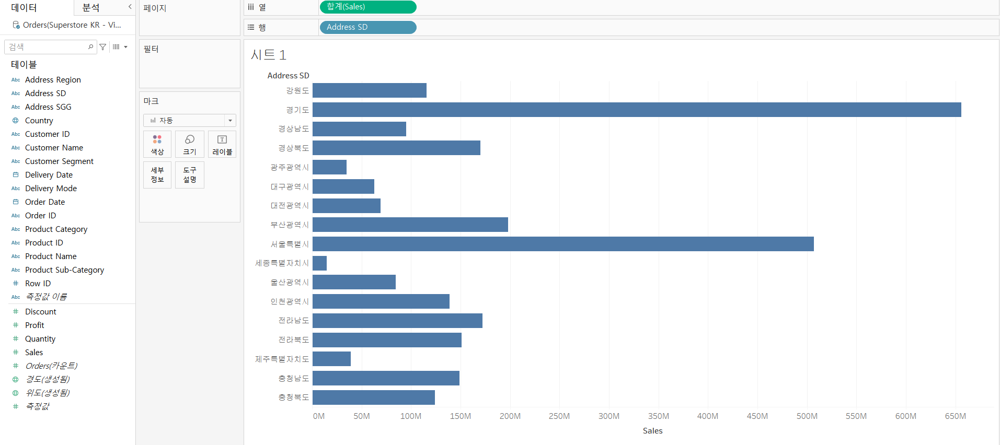 데이터
분석
Orders(Superstore KR - Vi...
검색
테이블
Abc Address Region
Abc Address SD
Abc Address SGG
Country
Abc Customer ID
Abc Customer Name
Abc Customer Segment
Delivery Date
Abc Delivery Mode
Order Date
Abc Order ID
Abc Product Category
Abc Product ID
Abc Product Name
Abc Product Sub-Category
# Row ID
Abc 측정값 이름
# Discount
# Profit
# Quantity
# Sales
# Orders(카운트)
경도(생성됨)
위도(생성됨)
# 측정값
페이지
필터
마크
자동
색상
크기
T
레이블
세부
정보
도구
설명
열
합계(Sales)
행
Address SD
시트 1
Address SD
강원도
경기도
경상남도
경상북도
광주광역시
대구광역시
대전광역시
부산광역시
서울특별시
세종특별자치시
울산광역시
인천광역시
전라남도
전라북도
제주특별자치도
충청남도
충청북도
0M 50M 100M 150M 200M 250M 300M 350M 400M 450M 500M 550M 600M 650M
Sales